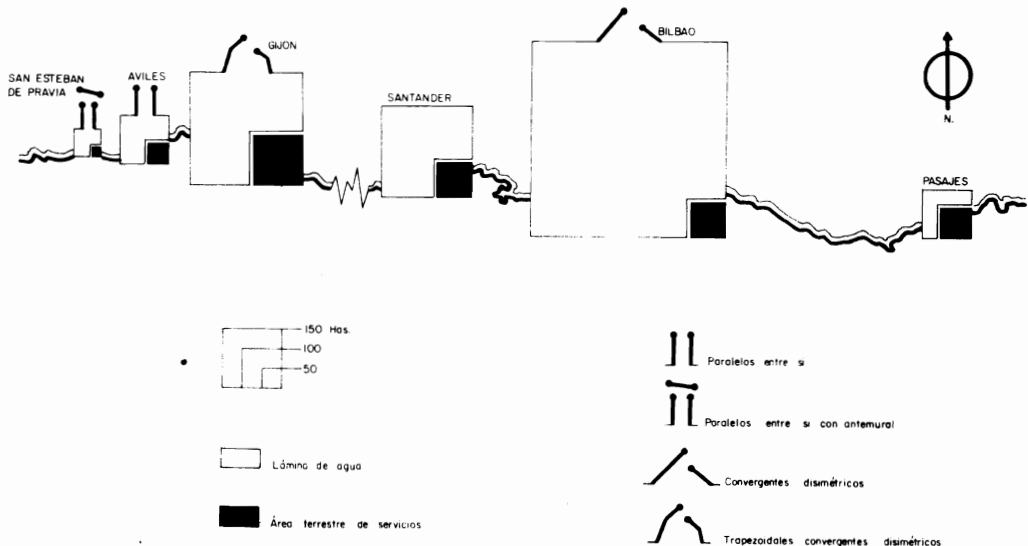 SAN ESTEBAN
DE PRAVIA
AVILES
GIJON
SANTANDER
BILBAO
N.
PASAJES
150 Has.
100
50
Lámina de agua
Área terrestre de servicios
Paralelos entre si
Paralelos entre si con antemural
Convergentes disimétricos
Trapezoidales convergentes disimétricos